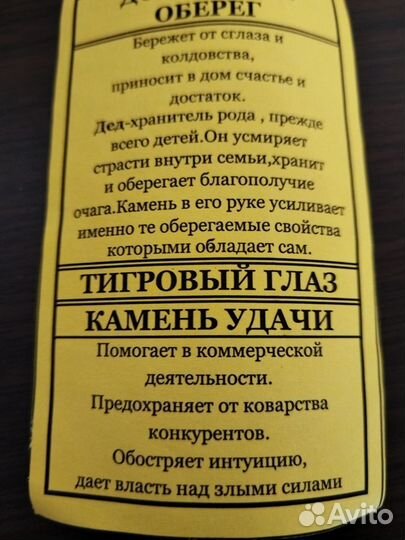 ОБЕРЕГ
Бережет от сглаза и
колдовства,
приносит в дом счастье и
достаток.
Дед-хранитель рода , прежде
всего детей.Он усмиряет
страсти внутри семьи,хранит
и оберегает благополучие
очага.Камень в его руке усиливает
именно те оберегаемые свойства
которыми обладает сам.
ТИГРОВЫЙ ГЛАЗ
КАМЕНЬ УДАЧИ
Помогает в коммерческой
деятельности.
Предохраняет от коварства
конкурентов.
Обостряет интуицию,
дает власть над злыми силами
Avito